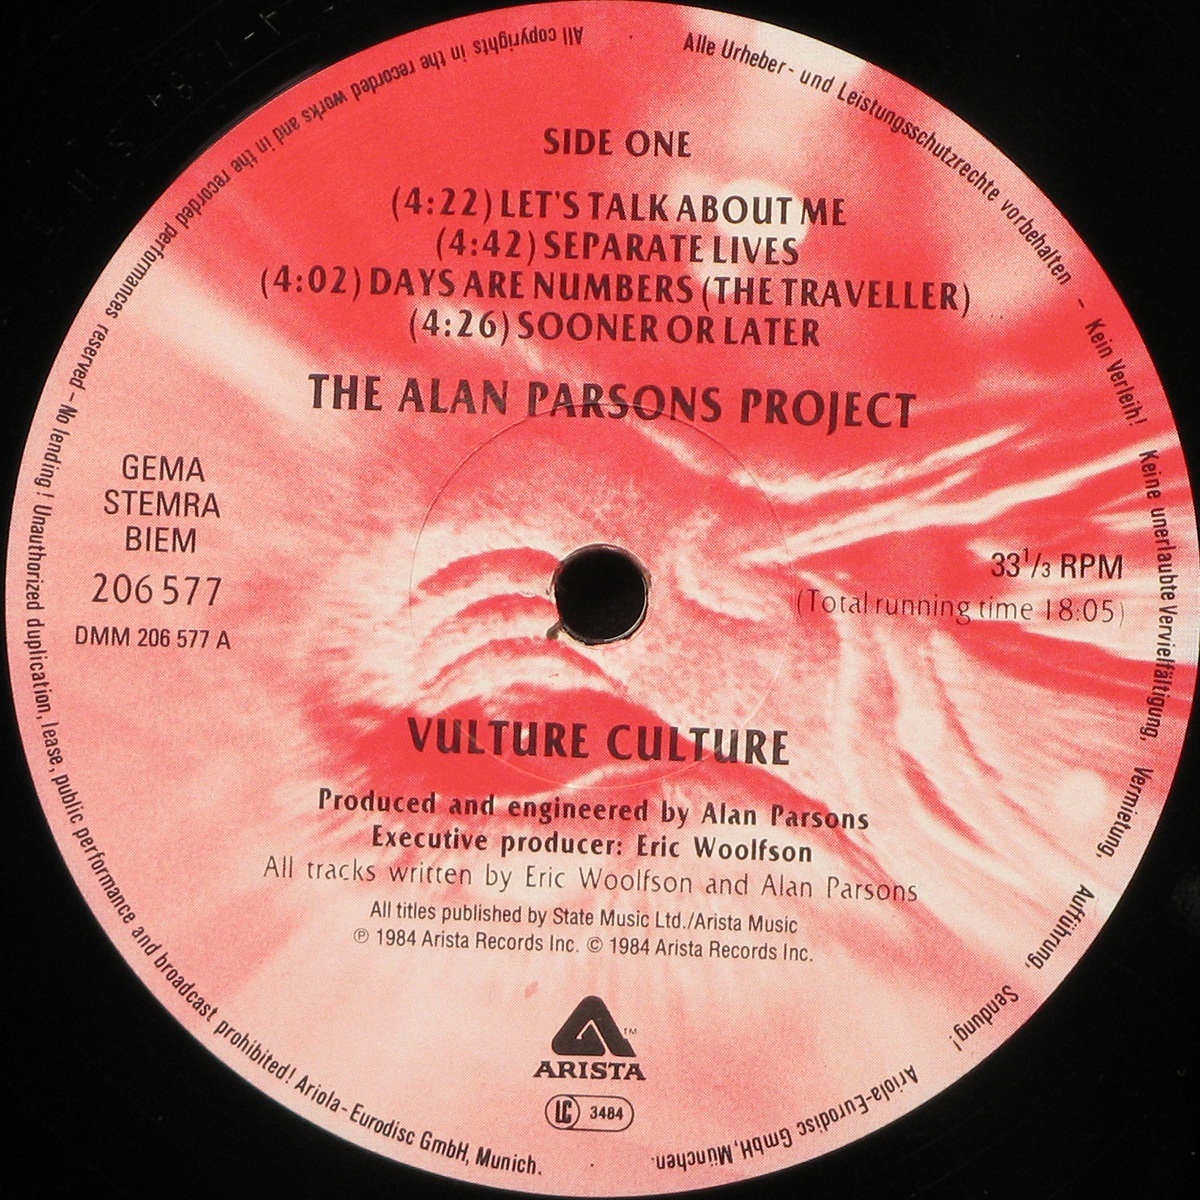 SIDE ONE
(4:22) LET'S TALK ABOUT ME
(4:42) SEPARATE LIVES
(4:02) DAYS ARE NUMBERS (THE TRAVELLER)
(4:26) SOONER OR LATER
THE ALAN PARSONS PROJECT
GEMA
STEMRA
BIEM
206 577
DMM 206 577 A
33 1/3 RPM
(Total running time 18:05)
VULTURE CULTURE
Produced and engineered by Alan Parsons
Executive producer: Eric Woolfson
All tracks written by Eric Woolfson and Alan Parsons
All titles published by State Music Ltd./Arista Music
℗ 1984 Arista Records Inc. © 1984 Arista Records Inc.
TM
ARISTA
LC 3484
Alle Urheber- und Leistungsschutzrechte vorbehalten - Kein Verleih! Keine unerlaubte Vervielfältigung, Vermietung, Aufführung, Sendung! Ariola-Eurodisc GmbH, München.
All copyrights in the recorded works and in the recorded performances reserved - No lending! Unauthorized duplication, lease, public performance and broadcast prohibited! Ariola-Eurodisc GmbH, Munich.